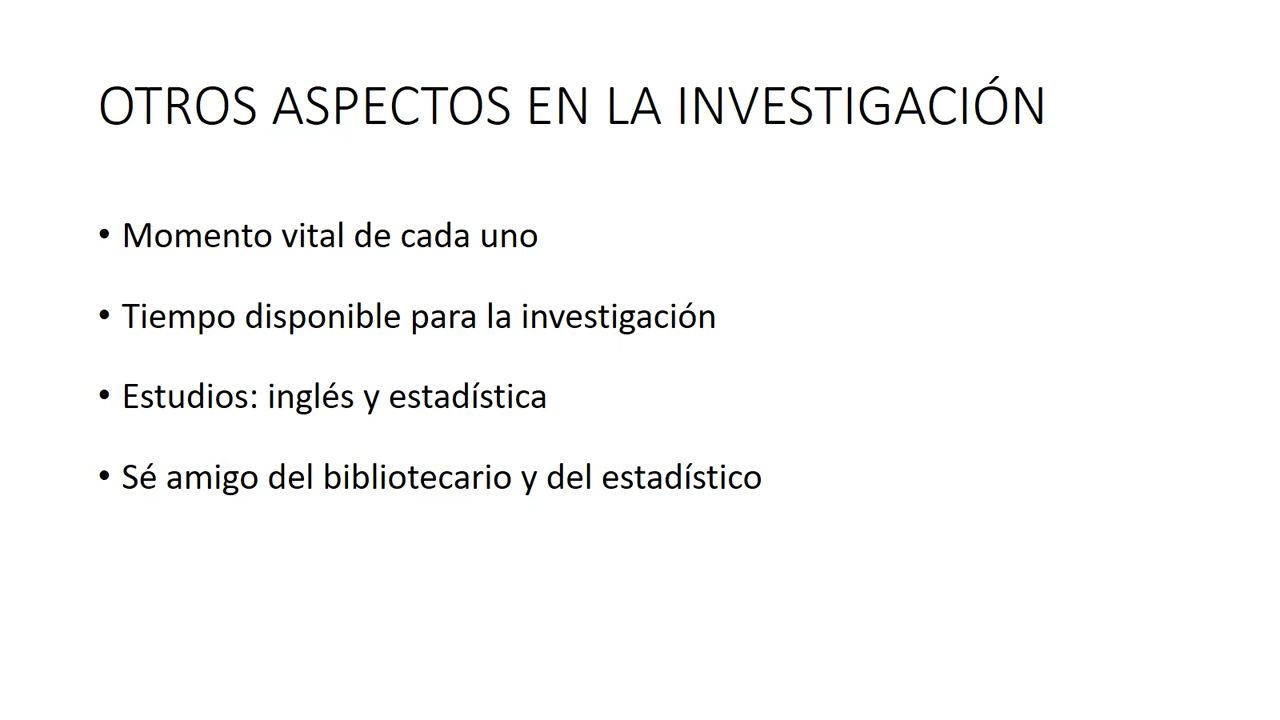 OTROS ASPECTOS EN LA INVESTIGACIÓN
• Momento vital de cada uno
• Tiempo disponible para la investigación
• Estudios: inglés y estadística
• Sé amigo del bibliotecario y del estadístico